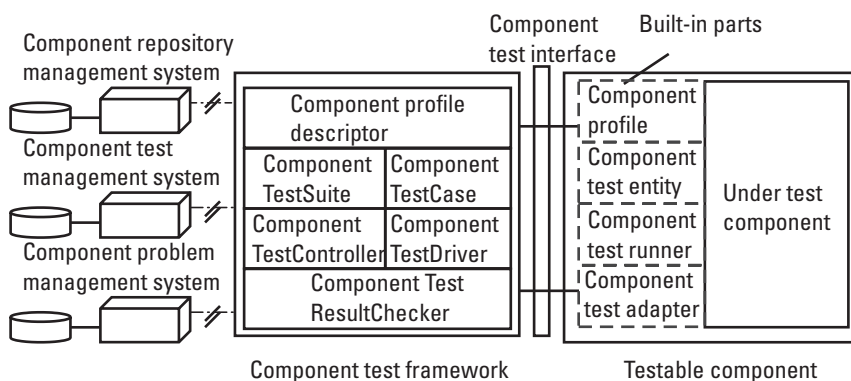 Component repository
management system
Component test
management system
Component problem
management system
Component profile
descriptor
Component
TestSuite
Component
TestCase
Component
TestController
Component
TestDriver
Component Test
ResultChecker
Component test framework
Component
test interface
Built-in parts
Component
profile
Component
test entity
Component
test runner
Component
test adapter
Under test
component
Testable component